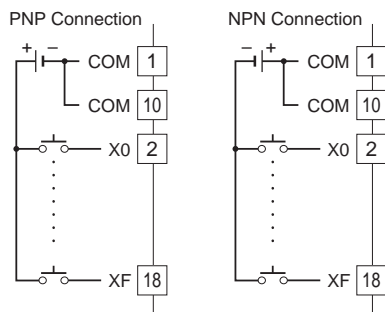 PNP Connection
+ − COM 1
COM 10
X0 2
XF 18
NPN Connection
− + COM 1
COM 10
X0 2
XF 18